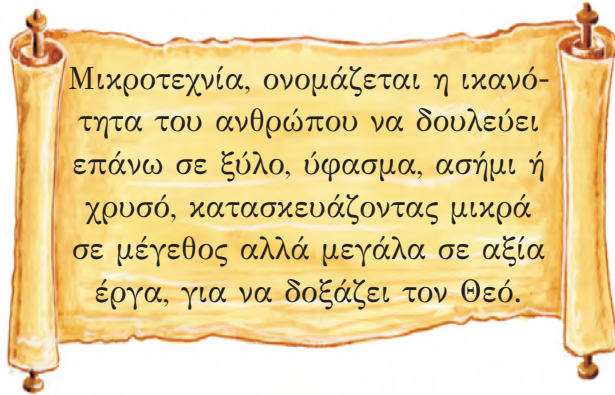 Μικροτεχνία, ονομάζεται η ικανό-
τητα του ανθρώπου να δουλεύει
επάνω σε ξύλο, ύφασμα, ασήμι ή
χρυσό, κατασκευάζοντας μικρά
σε μέγεθος αλλά μεγάλα σε αξία
έργα, για να δοξάζει τον Θεό.